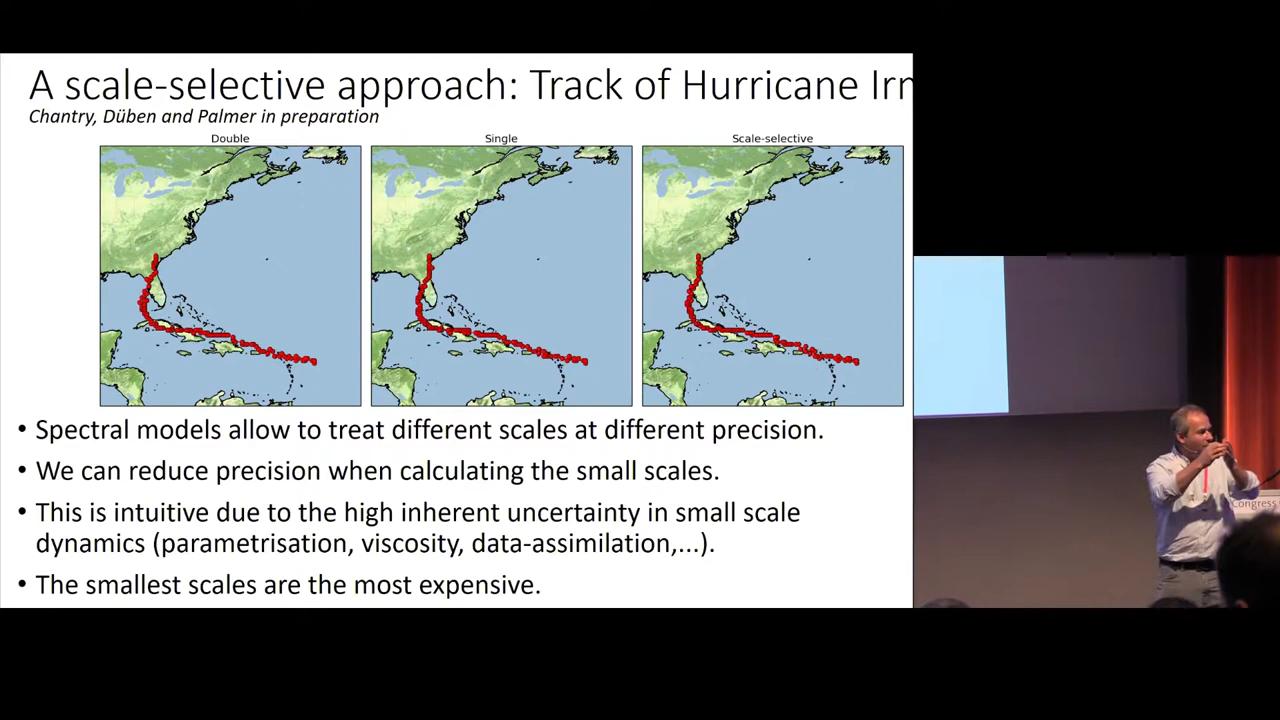 A scale-selective approach: Track of Hurricane Irr
Chantry, Düben and Palmer in preparation
Double
Single
Scale-selective
• Spectral models allow to treat different scales at different precision.
• We can reduce precision when calculating the small scales.
• This is intuitive due to the high inherent uncertainty in small scale
dynamics (parametrisation, viscosity, data-assimilation,...).
• The smallest scales are the most expensive.
Congress